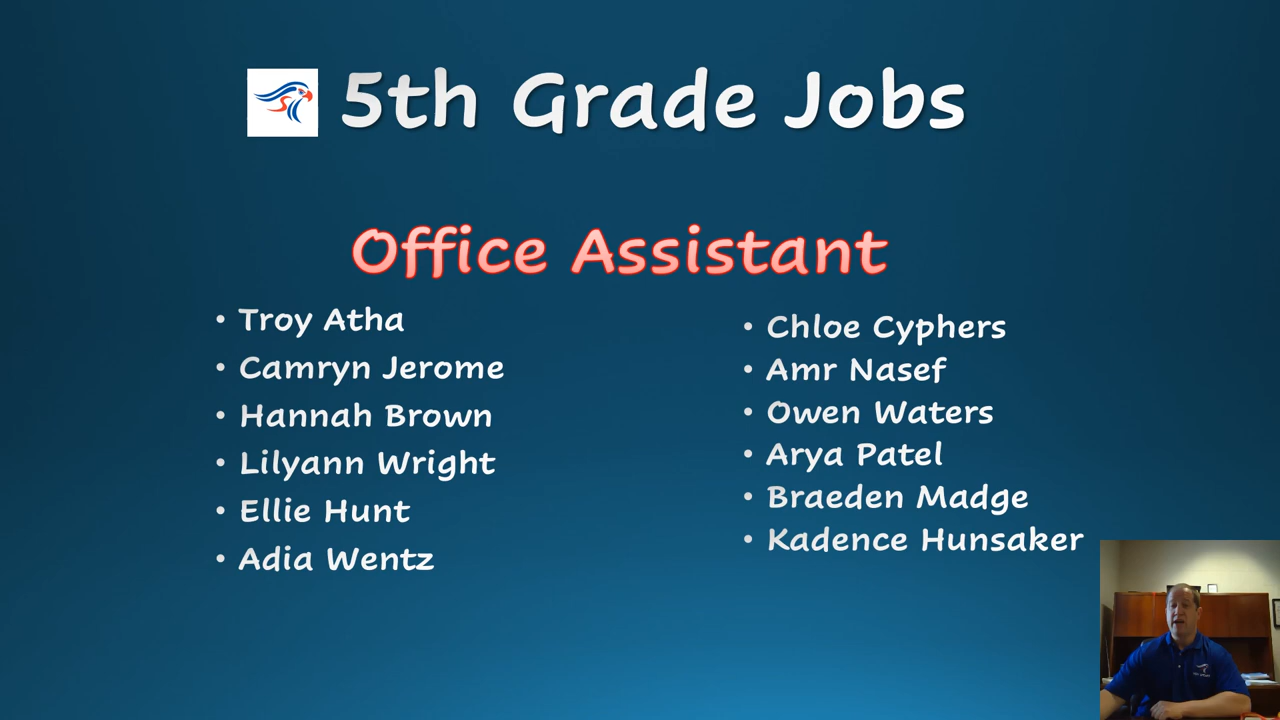 5th Grade Jobs
Office Assistant
• Troy Atha
• Camryn Jerome
• Hannah Brown
• Lilyann Wright
• Ellie Hunt
• Adia Wentz
• Chloe Cyphers
• Amr Nasef
• Owen Waters
• Arya Patel
• Braeden Madge
• Kadence Hunsaker